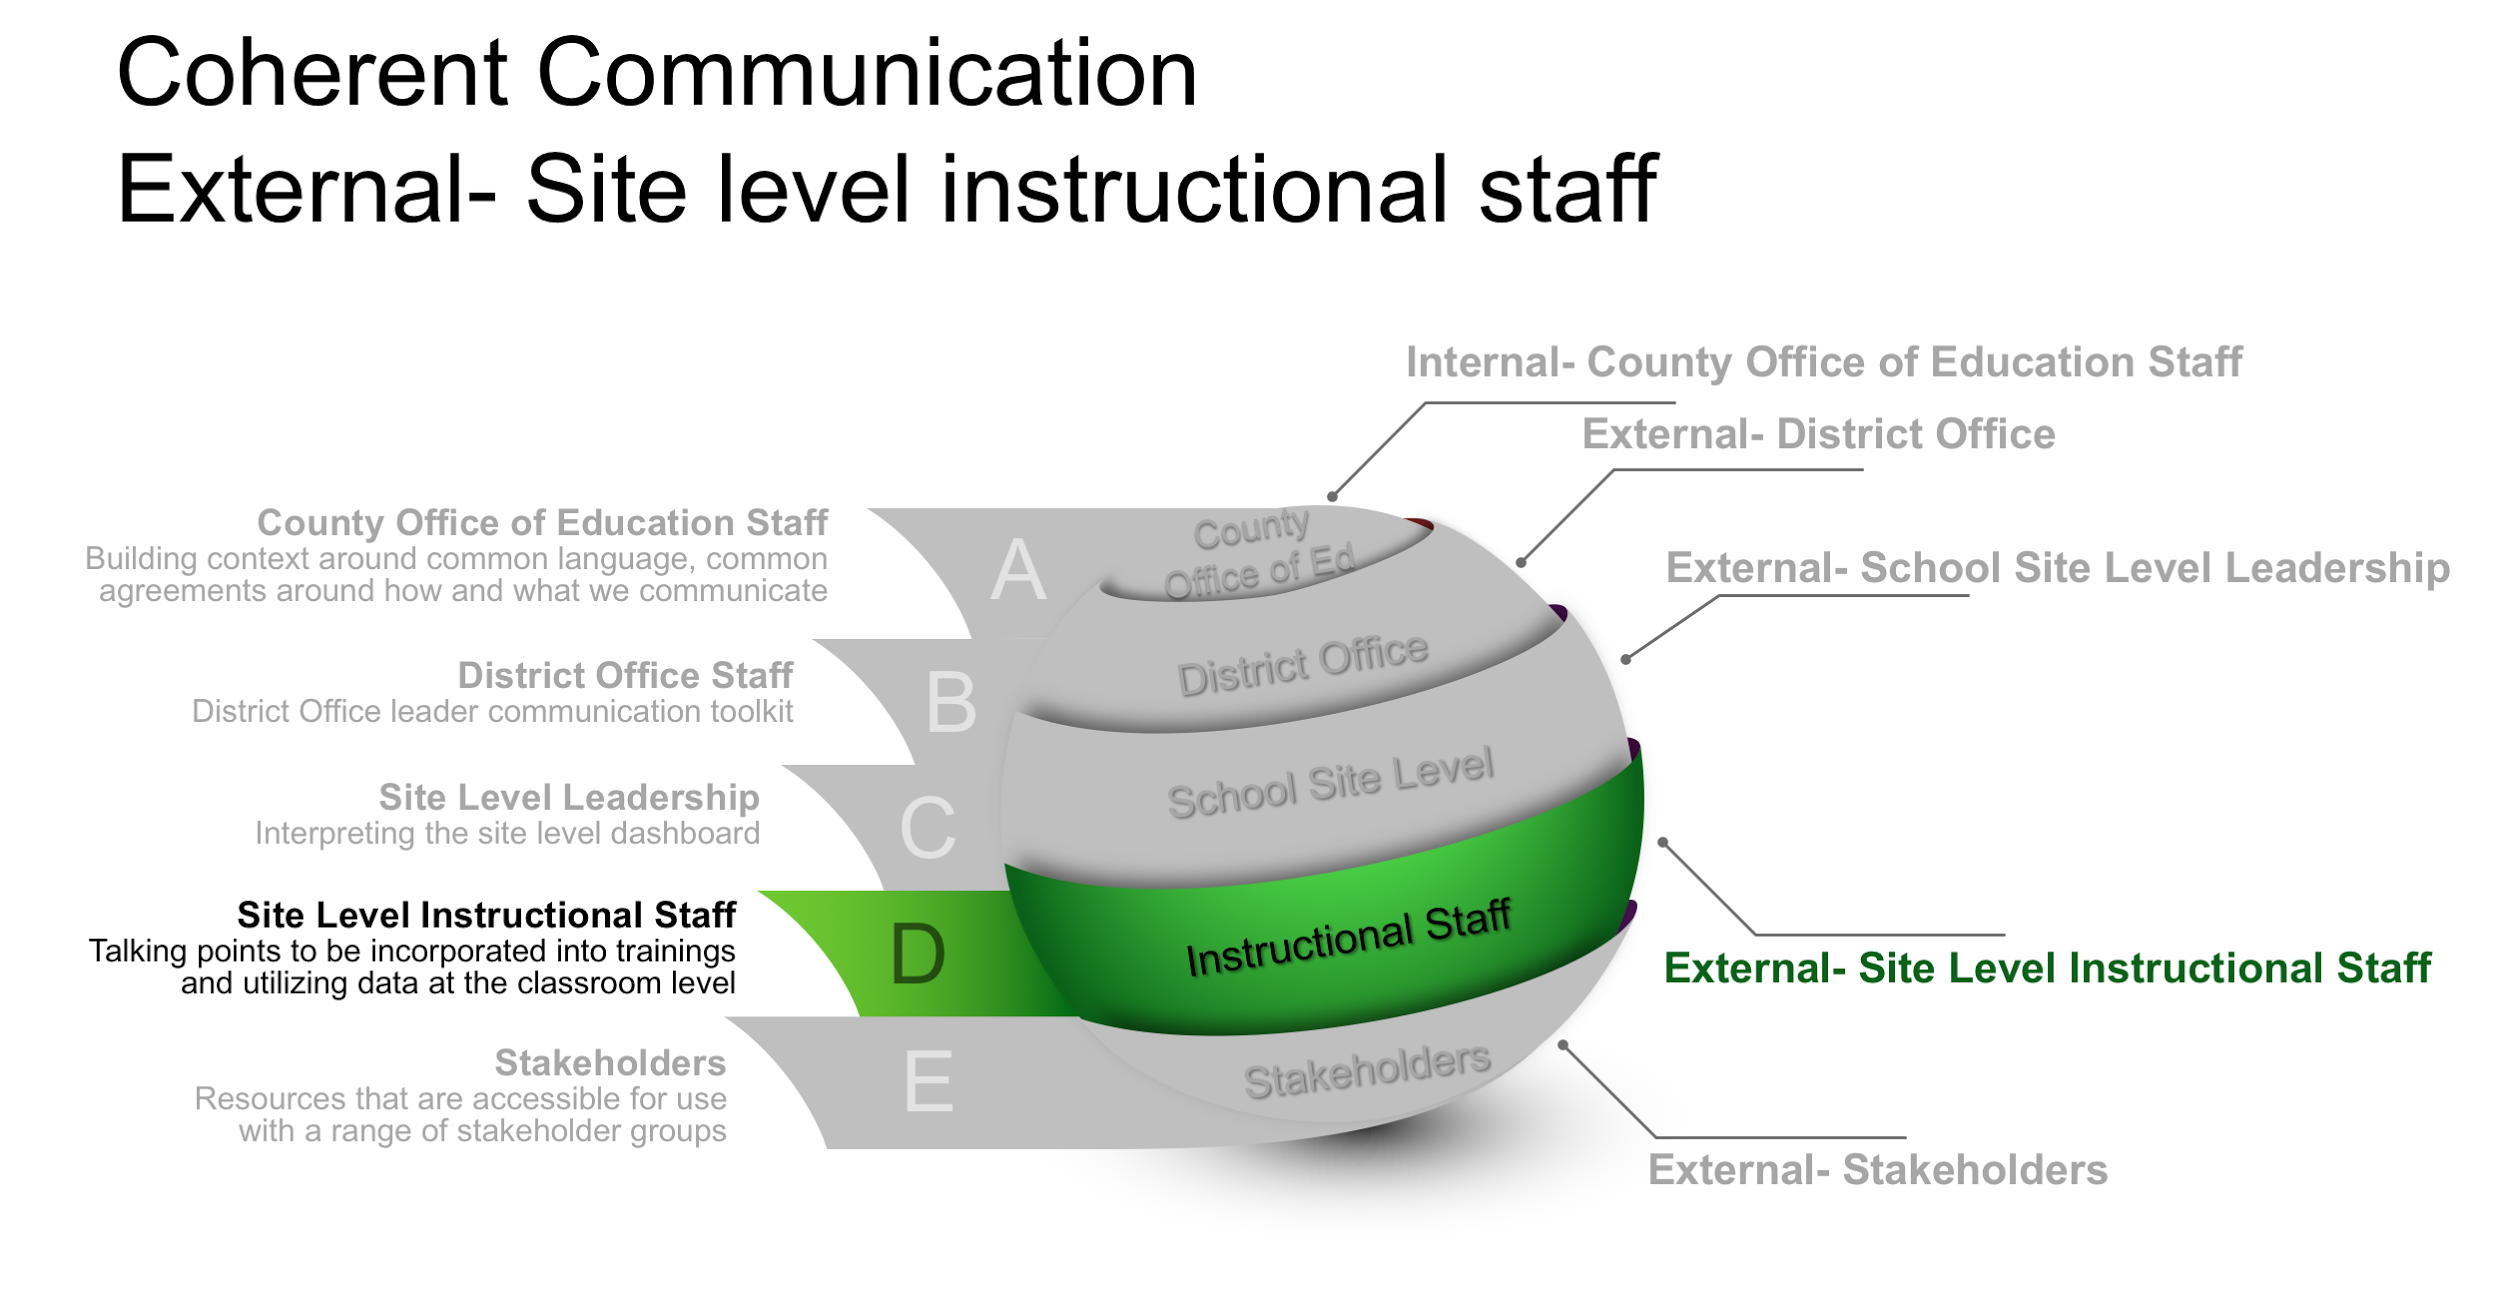 Coherent Communication
External- Site level instructional staff
Internal- County Office of Education Staff
External- District Office
External- School Site Level Leadership
External- Site Level Instructional Staff
External- Stakeholders
County Office of Education Staff
Building context around common language, common
agreements around how and what we communicate
District Office Staff
District Office leader communication toolkit
Site Level Leadership
Interpreting the site level dashboard
Site Level Instructional Staff
Talking points to be incorporated into trainings
and utilizing data at the classroom level
Stakeholders
Resources that are accessible for use
with a range of stakeholder groups
A
B
C
D
E
County
Office of Ed
District Office
School Site Level
Instructional Staff
Stakeholders